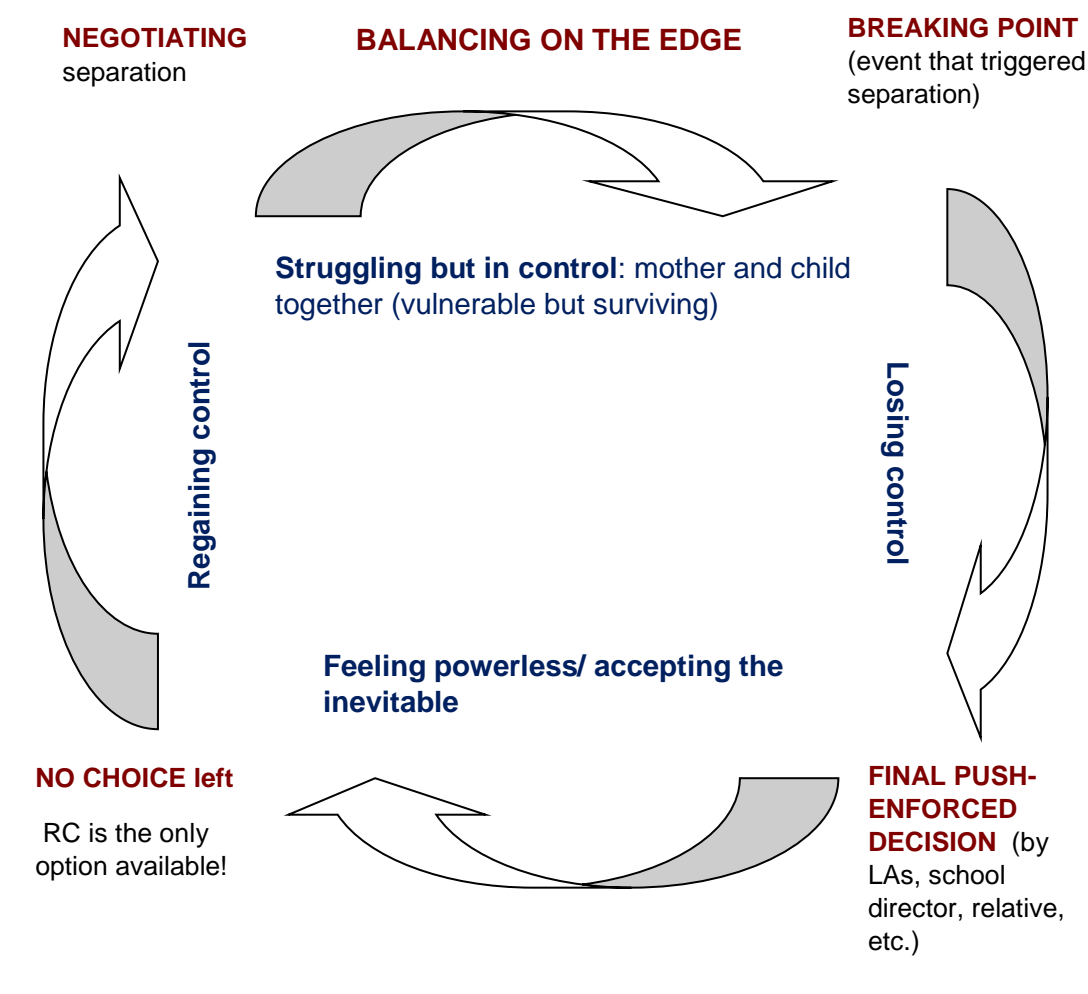 NEGOTIATING
separation
BALANCING ON THE EDGE
BREAKING POINT
(event that triggered
separation)
Struggling but in control: mother and child
together (vulnerable but surviving)
Regaining control
Losing control
Feeling powerless/ accepting the
inevitable
NO CHOICE left
RC is the only
option available!
FINAL PUSH-
ENFORCED
DECISION (by
LAs, school
director, relative,
etc.)